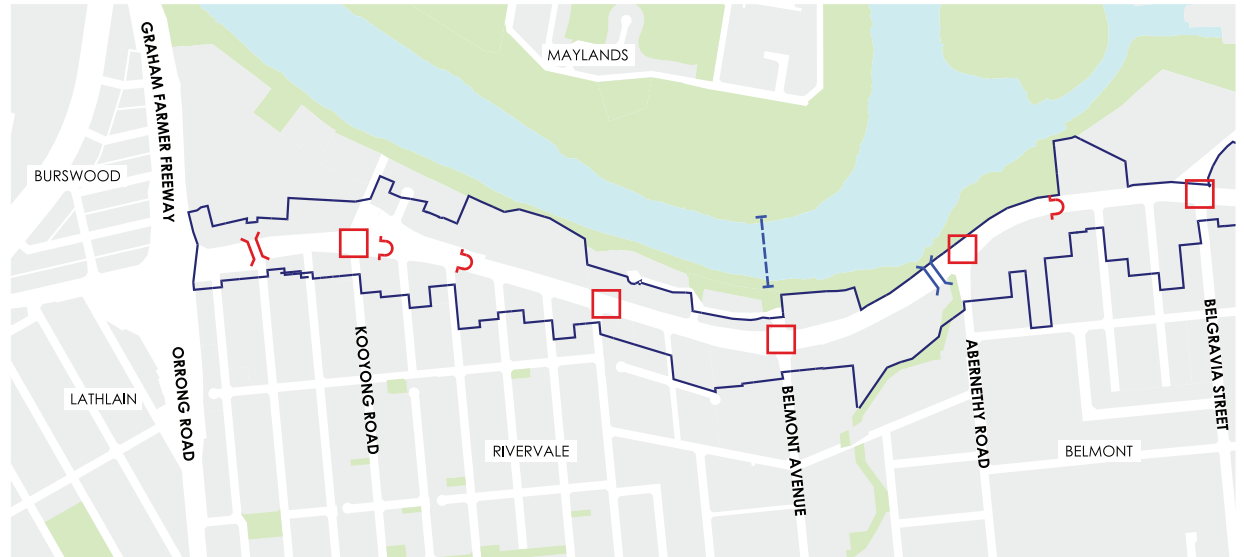 MAYLANDS
GRAHAM FARMER FREEWAY
BURSWOOD
LATHLAIN
ORRONG ROAD
KOOYONG ROAD
RIVERVALE
BELMONT AVENUE
ABERNETHY ROAD
BELMONT
BELGRAVIA STREET